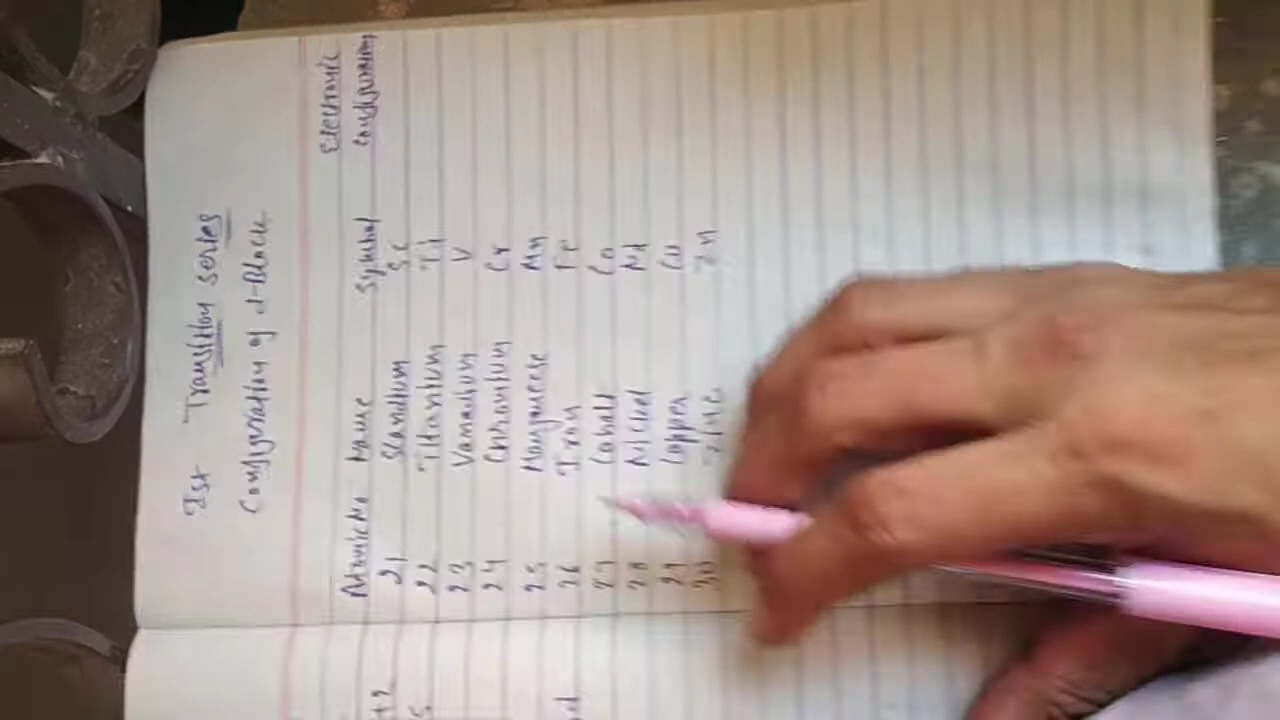 Ist Transition series
Configuration of d-Block
Electronic
Atomic No Name Symbol configuration
21 Scandium Sc
22 Titanium Ti
23 Vanadium V
24 Chromium Cr
25 Manganese Mn
26 Iron Fe
27 Cobalt Co
28 Nickel Ni
29 Copper Cu
30 Zinc Zn